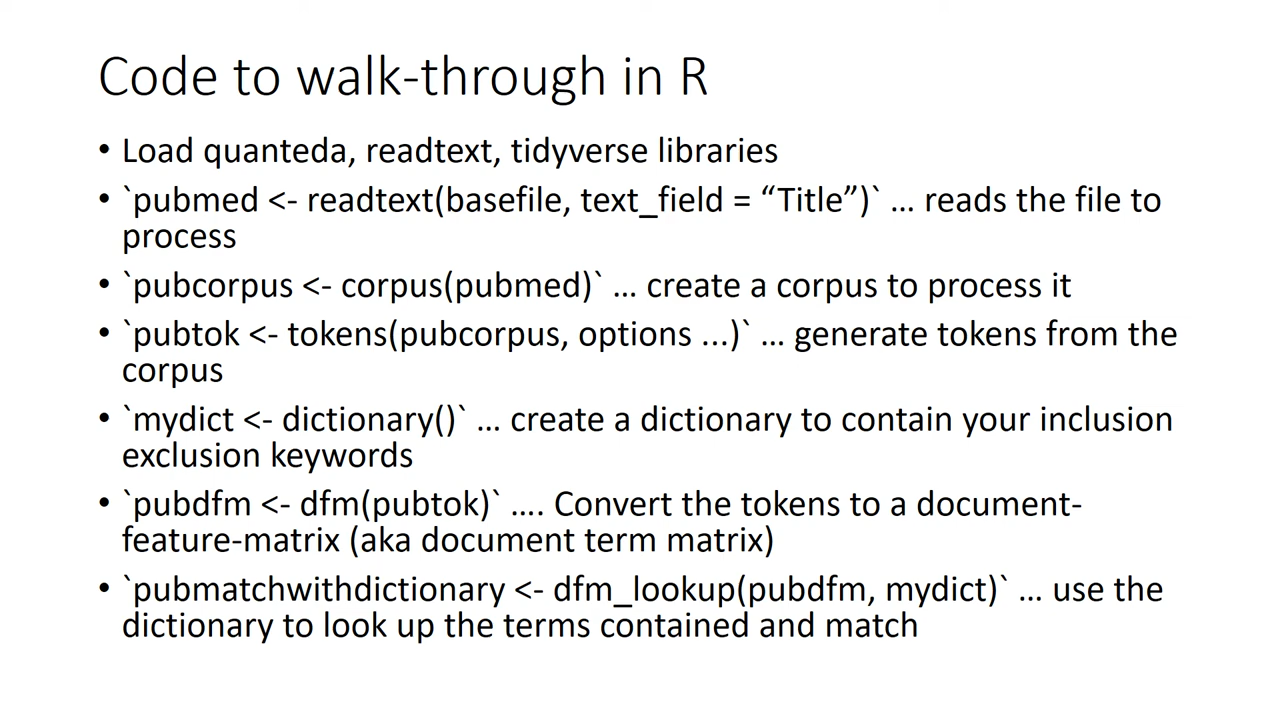 Code to walk-through in R
• Load quanteda, readtext, tidyverse libraries
• `pubmed <- readtext(basefile, text_field = “Title”)` … reads the file to
process
• `pubcorpus <- corpus(pubmed)` … create a corpus to process it
• `pubtok <- tokens(pubcorpus, options ...)` … generate tokens from the
corpus
• `mydict <- dictionary()` … create a dictionary to contain your inclusion
exclusion keywords
• `pubdfm <- dfm(pubtok)` …. Convert the tokens to a document-
feature-matrix (aka document term matrix)
• `pubmatchwithdictionary <- dfm_lookup(pubdfm, mydict)` … use the
dictionary to look up the terms contained and match